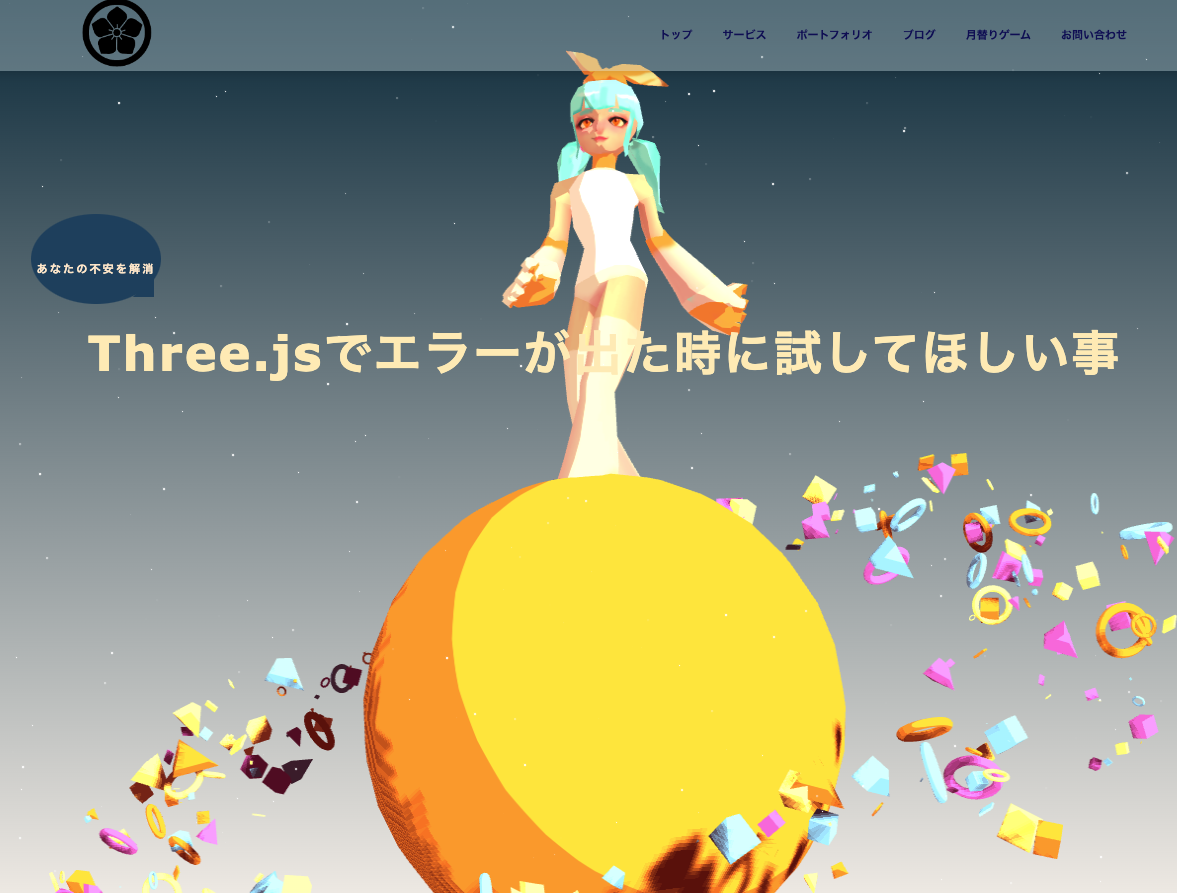 トップ サービス ポートフォリオ ブログ 月替りゲーム お問い合わせ
あなたの不安を解消
Three.jsでエラーが出た時に試してほしい事